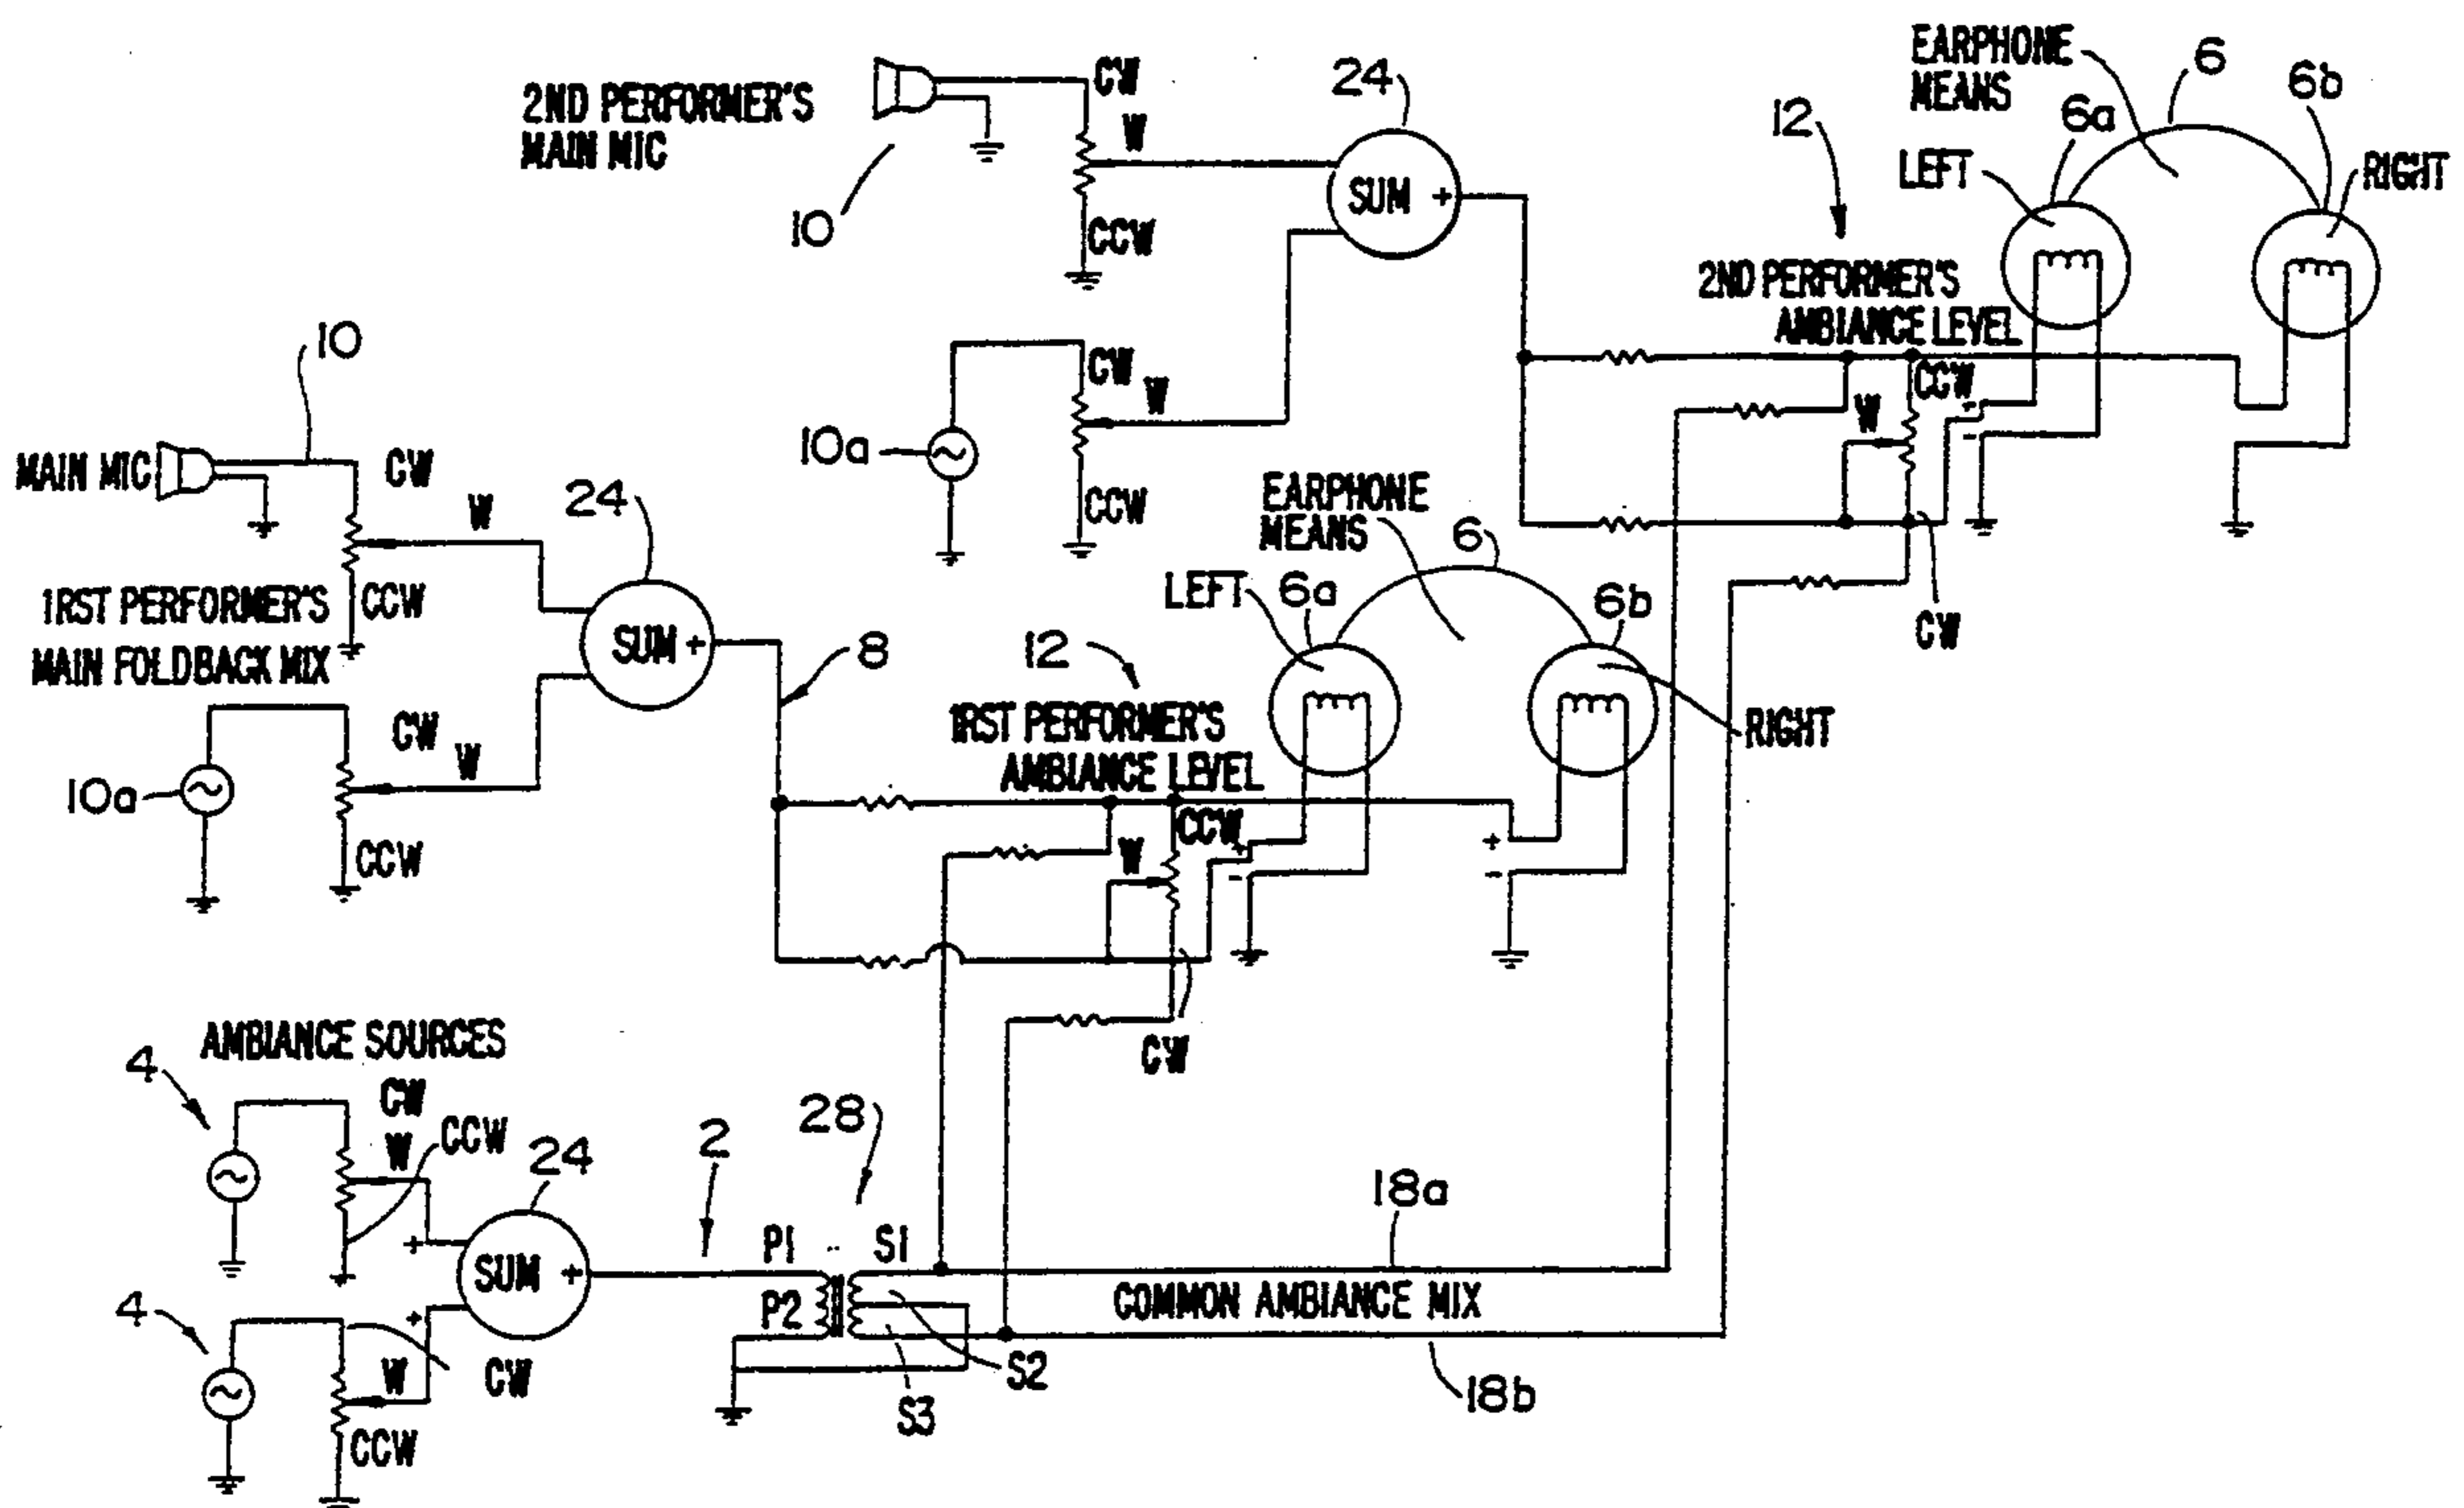 EARPHONE
MEANS
6
6b
6a
12
LEFT
RIGHT
24
CW
2ND PERFORMER'S
MAIN MIC
W
10
SUM +
CCW
2ND PERFORMER'S
AMBIANCE LEVEL
CCW
W
+
-
CW
10
CW
W
10a
CCW
MAIN MIC
CW
W
24
EARPHONE
MEANS
6
LEFT
6a
6b
1RST PERFORMER'S
CCW
MAIN FOLDBACK MIX
SUM +
8
12
1RST PERFORMER'S
AMBIANCE LEVEL
RIGHT
CW
W
10a
CCW
CCW
W
+
-
+
-
CW
AMBIANCE SOURCES
4
CW
W
CCW
24
2
28
18a
+
SUM +
P1
S1
P2
COMMON AMBIANCE MIX
4
+
W
CW
S2
S3
18b
CCW